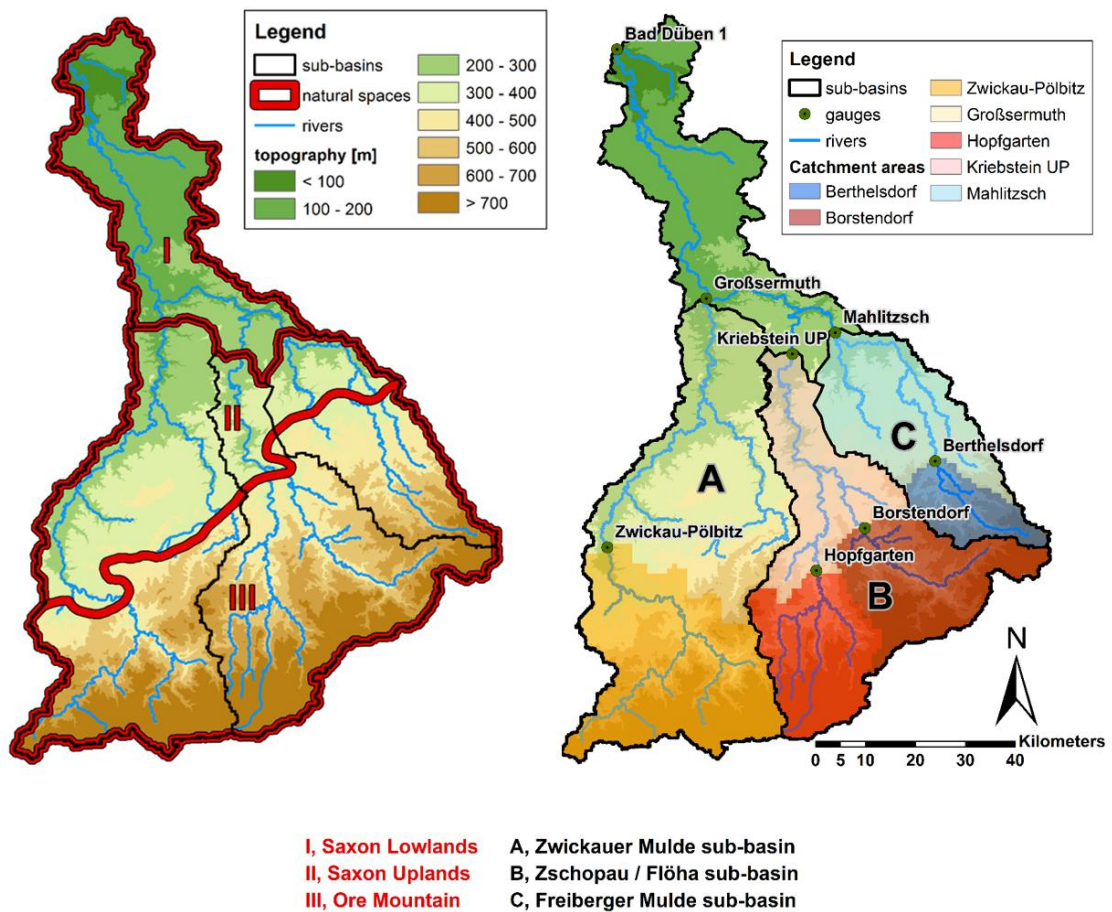 Legend
sub-basins
natural spaces
rivers
topography [m]
< 100
100 - 200
200 - 300
300 - 400
400 - 500
500 - 600
600 - 700
> 700
I
II
III
Legend
sub-basins
gauges
rivers
Catchment areas
Berthelsdorf
Borstendorf
Zwickau-Pölbitz
Großsermuth
Hopfgarten
Kriebstein UP
Mahlitzsch
Bad Düben 1
Großsermuth
Mahlitzsch
Kriebstein UP
C
Berthelsdorf
A
Borstendorf
Zwickau-Pölbitz
Hopfgarten
B
N
Kilometers
0 5 10 20 30 40
I, Saxon Lowlands A, Zwickauer Mulde sub-basin
II, Saxon Uplands B, Zschopau / Flöha sub-basin
III, Ore Mountain C, Freiberger Mulde sub-basin